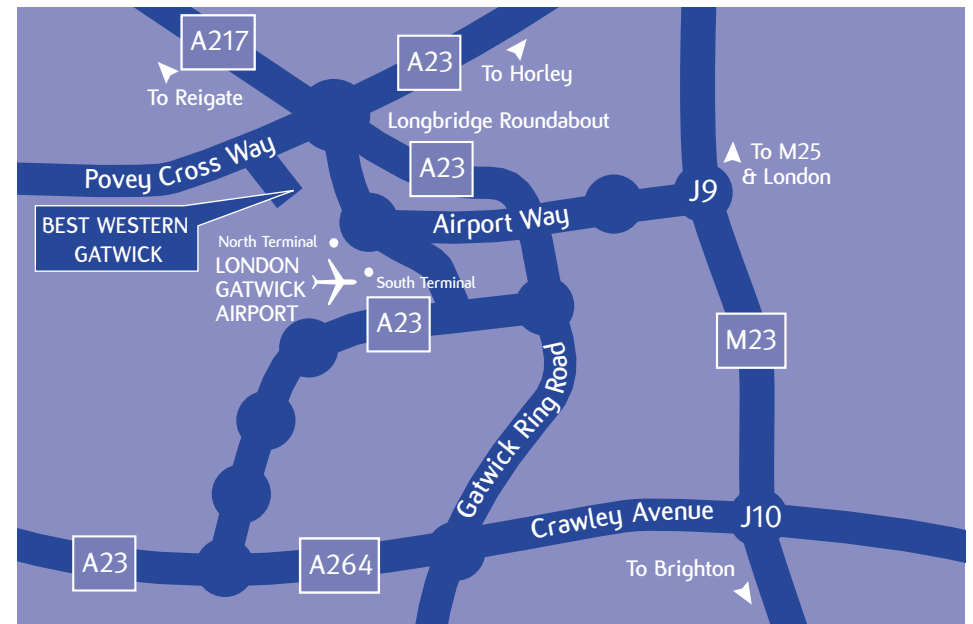 A217
A23
To Horley
To Reigate
Longbridge Roundabout
Povey Cross Way
A23
To M25
& London
J9
BEST WESTERN
GATWICK
Airport Way
North Terminal
LONDON
GATWICK
AIRPORT
South Terminal
A23
M23
Gatwick Ring Road
Crawley Avenue
J10
A23
A264
To Brighton